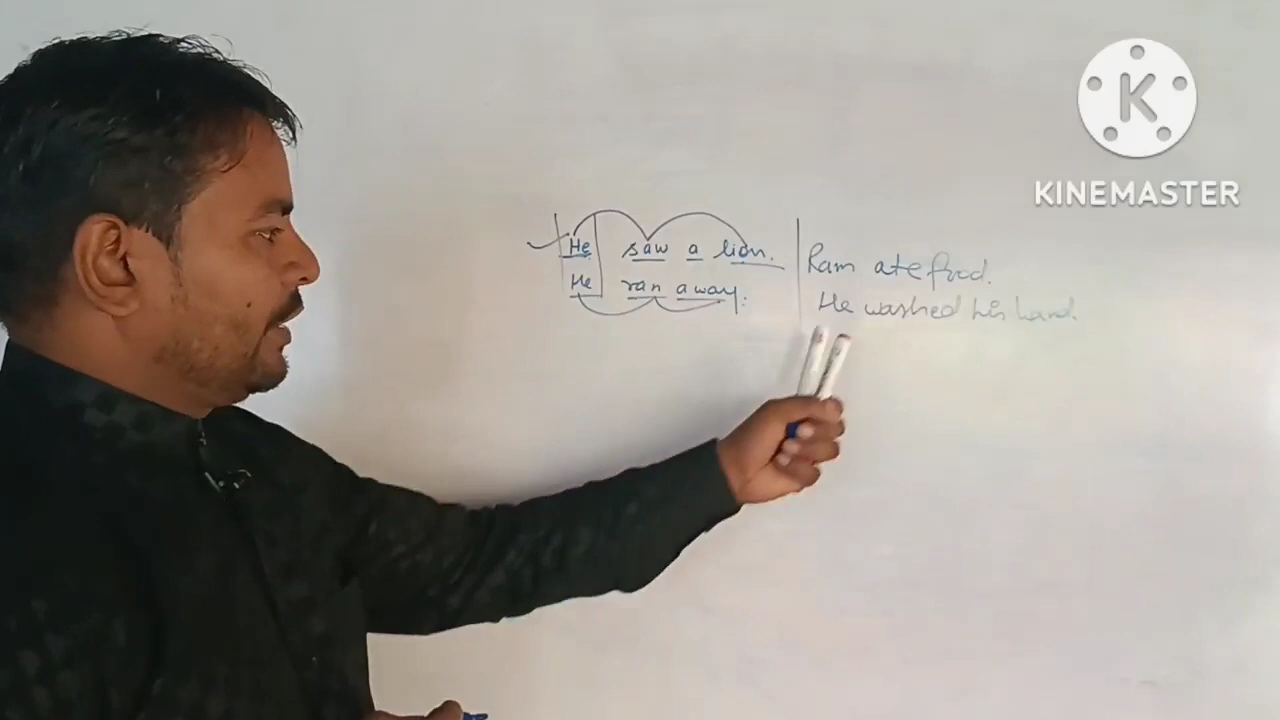 He saw a lion.
He ran away.
Ram ate food.
He washed his hand.
K
KINEMASTER